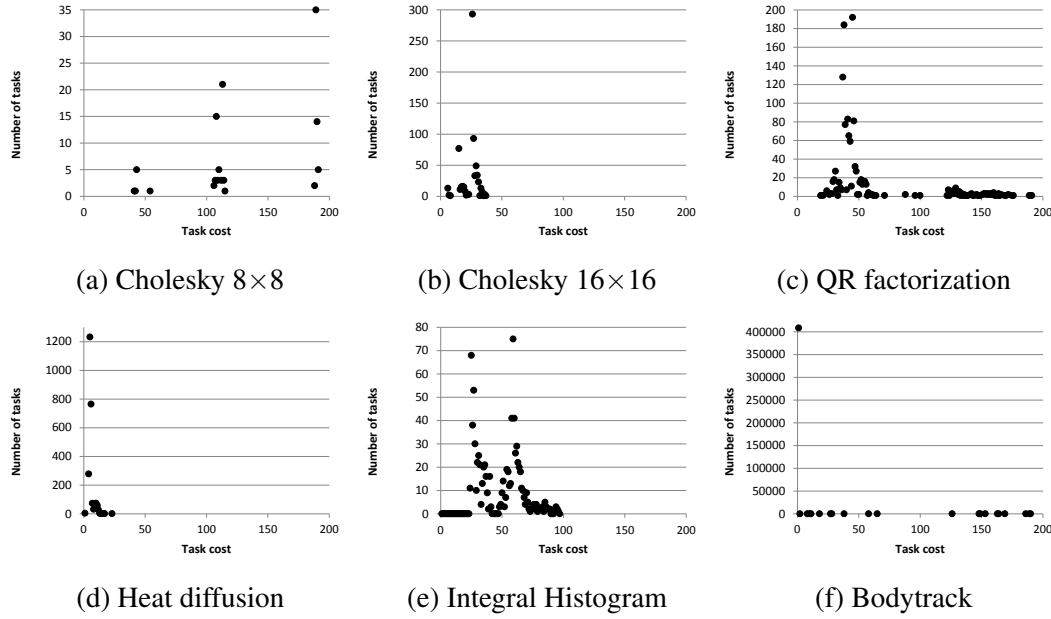 35
30
25
20
15
10
5
0
0 50 100 150 200
Number of tasks
Task cost
(a) Cholesky 8×8
300
250
200
150
100
50
0
0 50 100 150 200
Number of tasks
Task cost
(b) Cholesky 16×16
200
180
160
140
120
100
80
60
40
20
0
0 50 100 150 200
Number of tasks
Task cost
(c) QR factorization
1200
1000
800
600
400
200
0
0 50 100 150 200
Number of tasks
Task cost
(d) Heat diffusion
80
70
60
50
40
30
20
10
0
0 50 100 150 200
Number of tasks
Task cost
(e) Integral Histogram
400000
350000
300000
250000
200000
150000
100000
50000
0
0 50 100 150 200
Number of tasks
Task cost
(f) Bodytrack